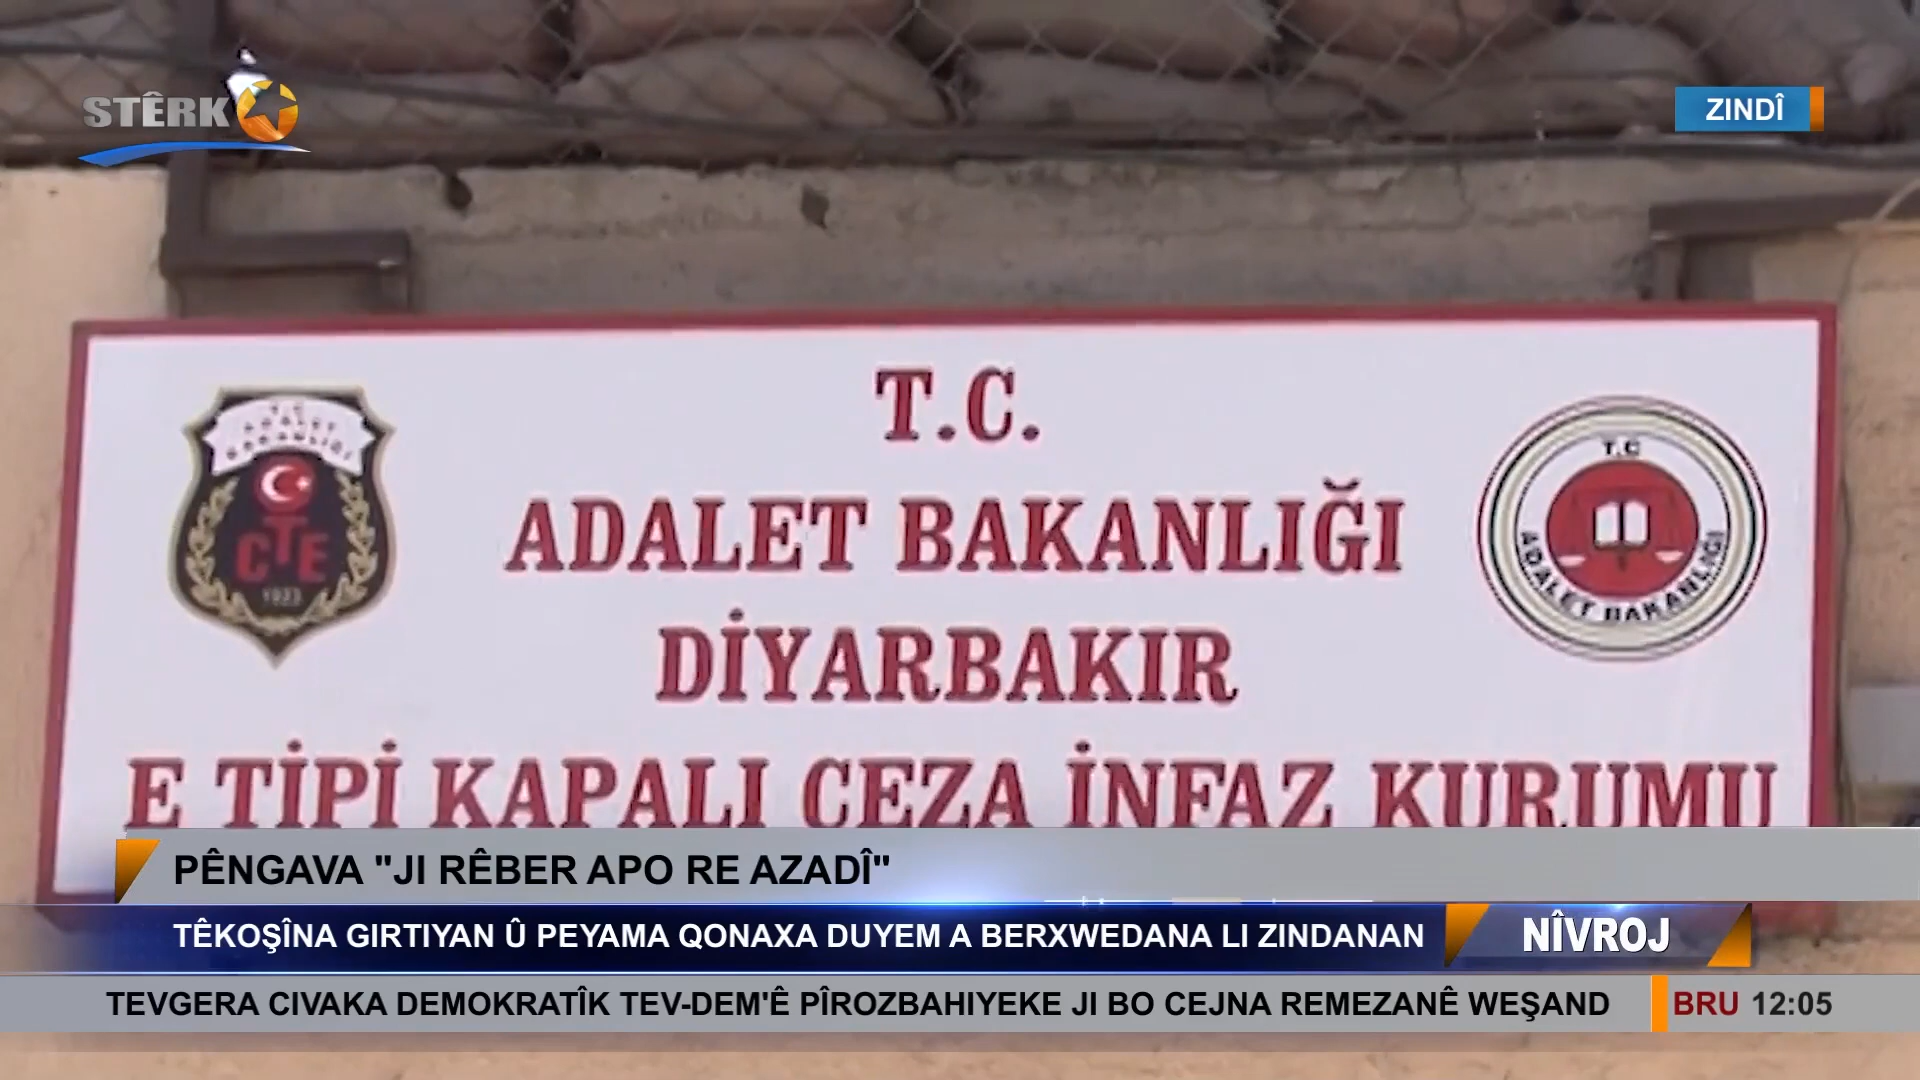 STÊRK
ZINDÎ
T.C.
ADALET BAKANLIĞI
DİYARBAKIR
E TİPİ KAPALI CEZA İNFAZ KURUMU
T.C.
ADALET
BAKANLIĞI
CTE
1923
T.C
ADALET BAKANLIĞI
PÊNGAVA "JI RÊBER APO RE AZADÎ"
TÊKOŞÎNA GIRTIYAN Û PEYAMA QONAXA DUYEM A BERXWEDANA LI ZINDANAN
NÎVROJ
TEVGERA CIVAKA DEMOKRATÎK TEV-DEM'Ê PÎROZBAHIYEKE JI BO CEJNA REMEZANÊ WEŞAND
BRU 12:05